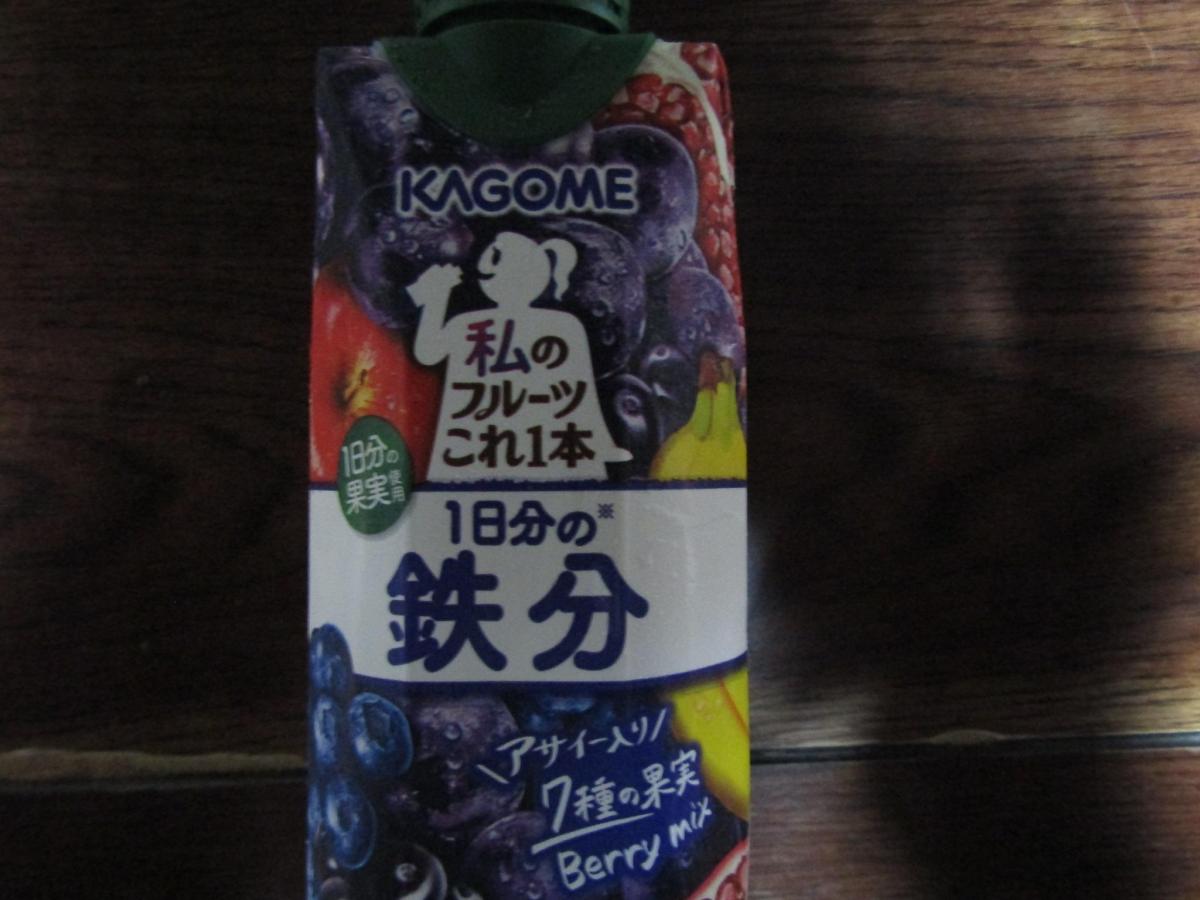 KAGOME
私の
フルーツ
これ1本
1日分の
果実使用
1日分の※
鉄分
\アサイー入り/
7種の果実
Berry mix